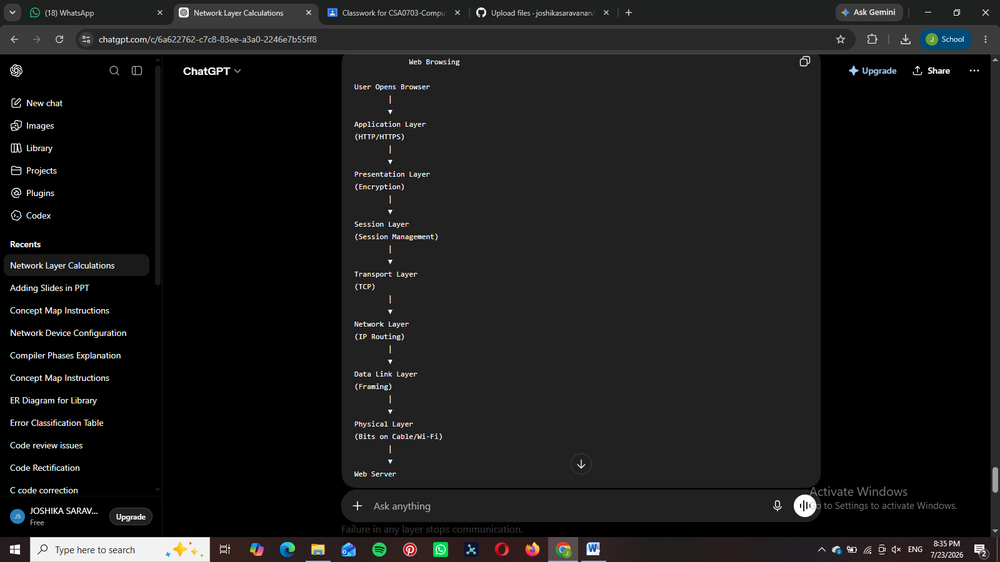 (18) WhatsApp
Network Layer Calculations
Classwork for CSA0703-Compu
Upload files · joshikasaravanan/
Ask Gemini
chatgpt.com/c/6a622762-c7c8-83ee-a3a0-2246e7b55ff8
J
School
ChatGPT
Upgrade
Share
New chat
Images
Library
Projects
Plugins
Codex
Recents
Network Layer Calculations
Adding Slides in PPT
Concept Map Instructions
Network Device Configuration
Compiler Phases Explanation
Concept Map Instructions
ER Diagram for Library
Error Classification Table
Code review issues
Code Rectification
C code correction
JS
JOSHIKA SARAV...
Free
Upgrade
Web Browsing
User Opens Browser
|
▼
Application Layer
(HTTP/HTTPS)
|
▼
Presentation Layer
(Encryption)
|
▼
Session Layer
(Session Management)
|
▼
Transport Layer
(TCP)
|
▼
Network Layer
(IP Routing)
|
▼
Data Link Layer
(Framing)
|
▼
Physical Layer
(Bits on Cable/Wi-Fi)
|
▼
Web Server
Ask anything
Failure in any layer stops communication.
Activate Windows
Go to Settings to activate Windows.
Type here to search
ENG
8:35 PM
7/23/2026
2